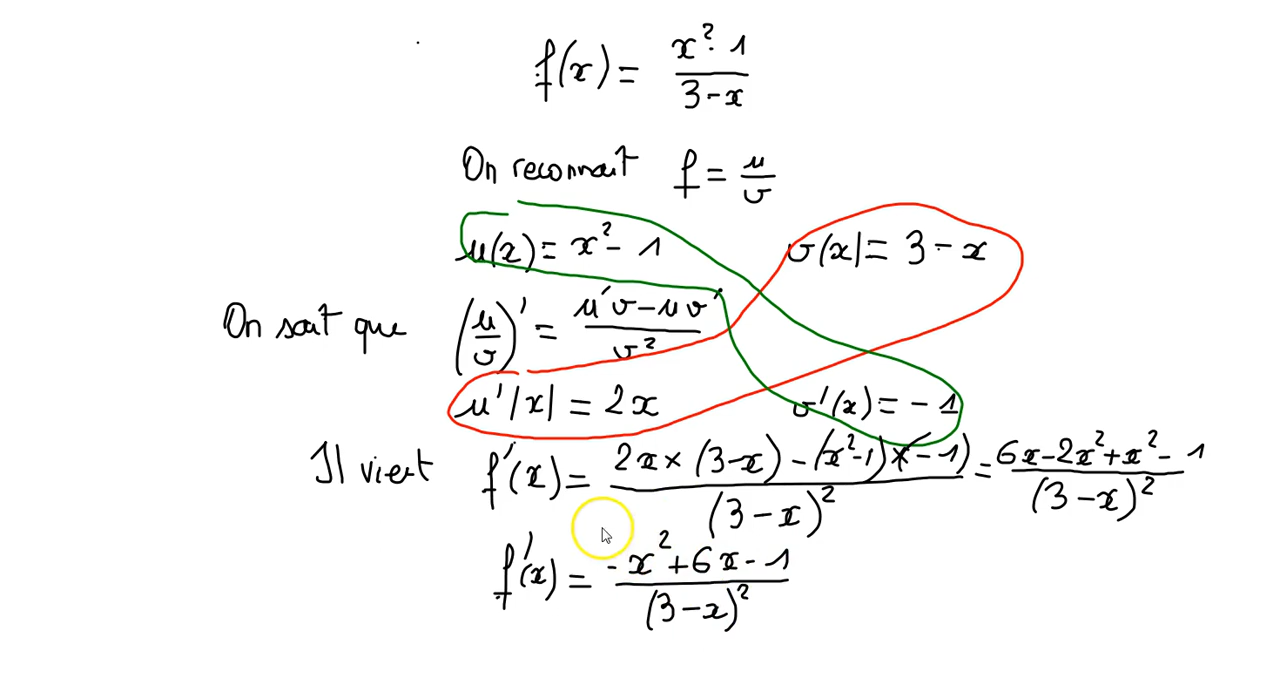 f(x) = (x² - 1)/(3 - x)
On reconnait f = u/v
u(x) = x² - 1 v(x) = 3 - x
On sait que (u/v)' = (u'v - uv')/v²
u'(x) = 2x v'(x) = - 1
Il vient f'(x) = (2x × (3 - x) - (x² - 1) × (- 1))/(3 - x)² = (6x - 2x² + x² - 1)/(3 - x)²
f'(x) = (- x² + 6x - 1)/(3 - x)²